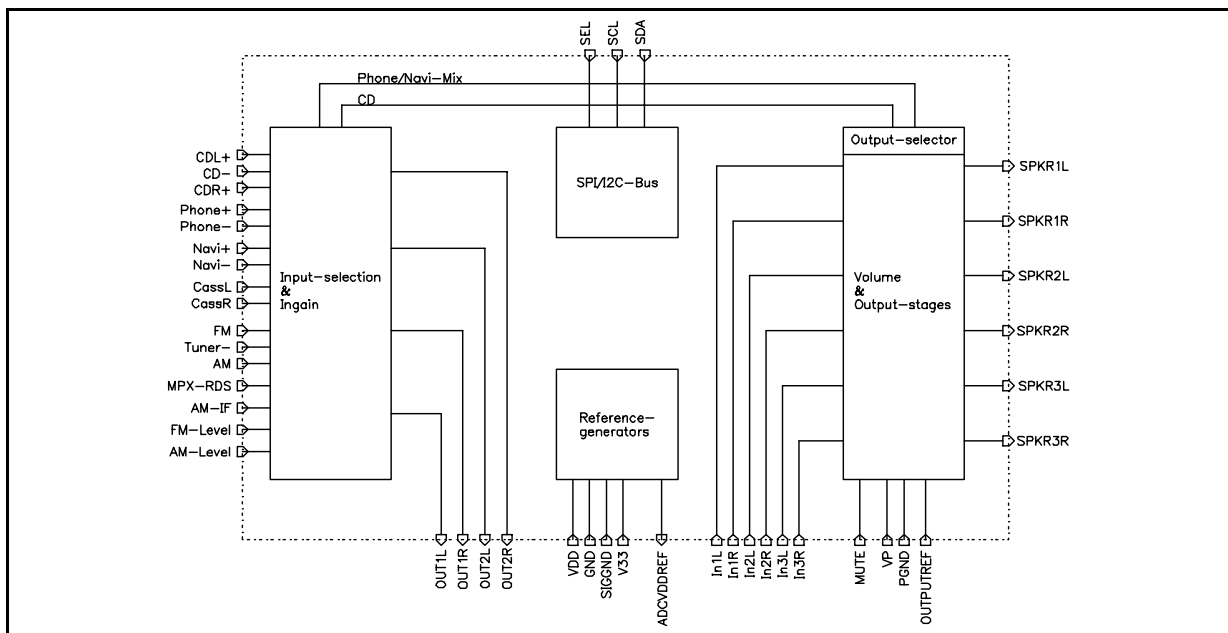 SEL
SCL
SDA
Phone/Navi-Mix
CD
CDL+
CD-
CDR+
Phone+
Phone-
Navi+
Navi-
CassL
CassR
FM
Tuner-
AM
MPX-RDS
AM-IF
FM-Level
AM-Level
Input-selection
&
Ingain
SPI/I2C-Bus
Reference-
generators
Output-selector
Volume
&
Output-stages
SPKR1L
SPKR1R
SPKR2L
SPKR2R
SPKR3L
SPKR3R
OUT1L
OUT1R
OUT2L
OUT2R
VDD
GND
SIGGND
V33
ADCVDDREF
In1L
In1R
In2L
In2R
In3L
In3R
MUTE
VP
PGND
OUTPUTREF